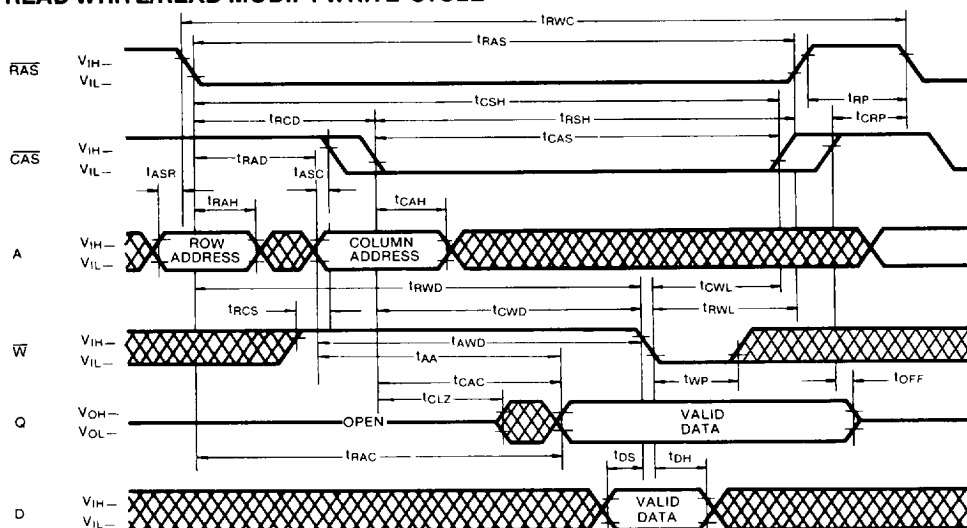 READ-WRITE/READ-MODIFY-WRITE CYCLE
tRWC
tRAS
RAS
VIH—
VIL—
tCSH
tRP
tRCD
tRSH
tCRP
tCAS
CAS
VIH—
VIL—
tRAD
tASR
tASC
tRAH
tCAH
A
VIH—
VIL—
ROW
ADDRESS
COLUMN
ADDRESS
tRWD
tCWL
tRCS
tCWD
tRWL
W
VIH—
VIL—
tAWD
tAA
tWP
tOFF
tCAC
tCLZ
Q
VOH—
VOL—
OPEN
VALID
DATA
tRAC
tDS
tDH
D
VIH—
VIL—
VALID
DATA